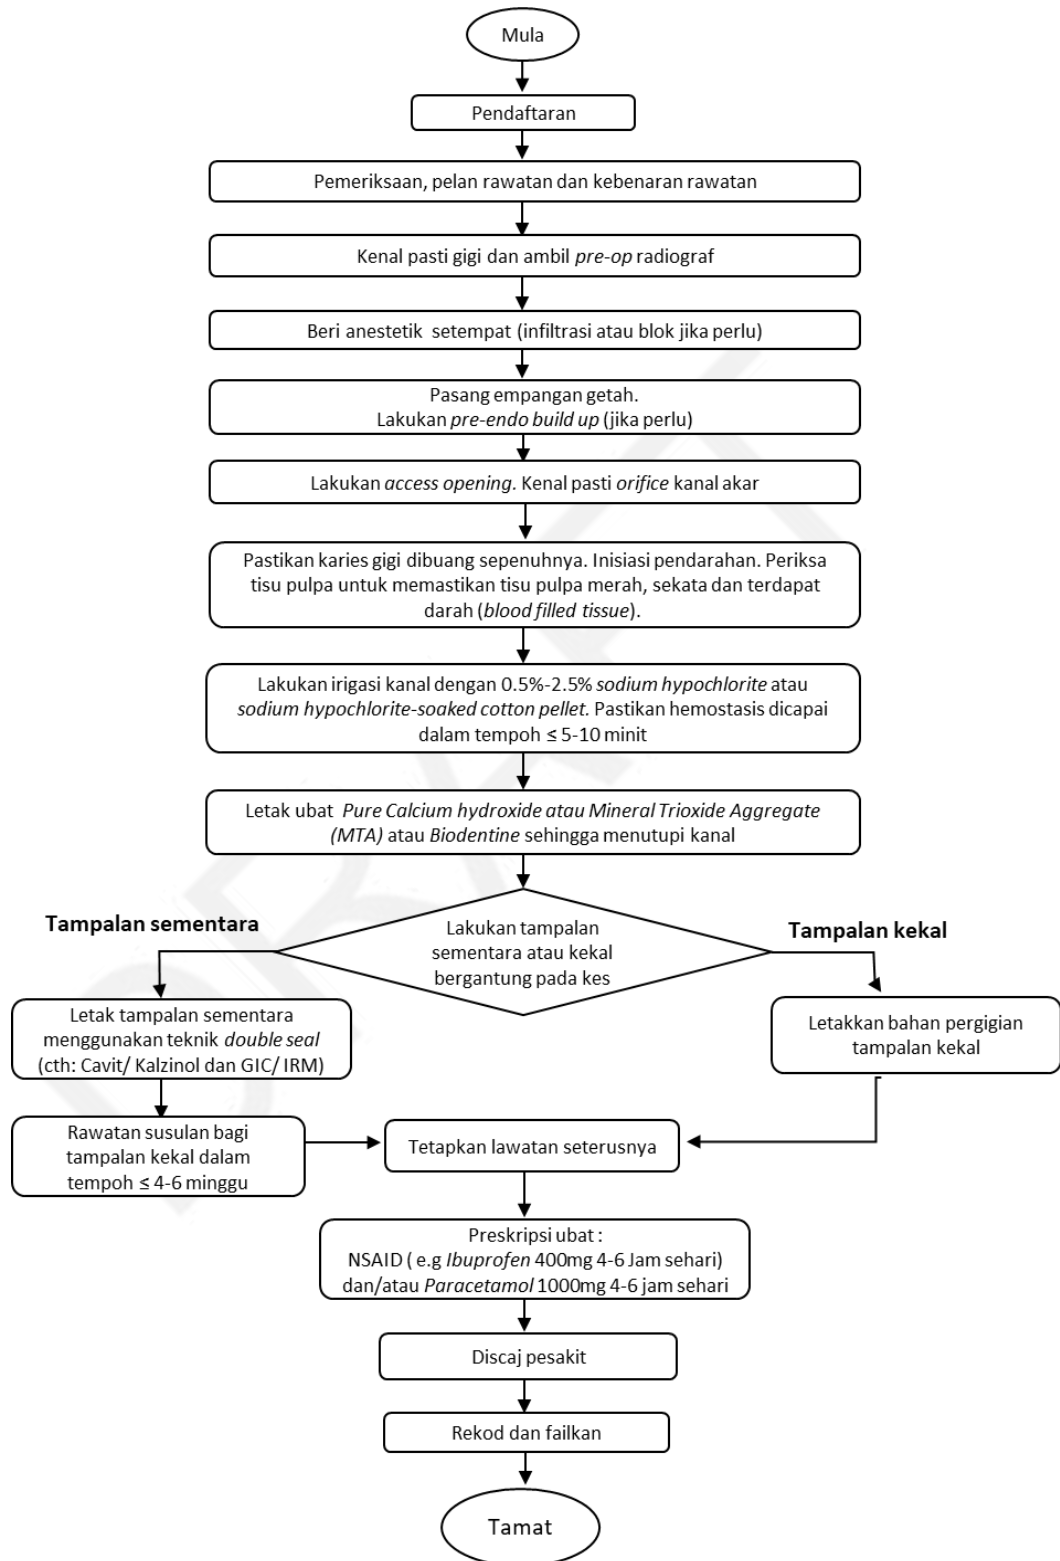 Mula
Pendaftaran
Pemeriksaan, pelan rawatan dan kebenaran rawatan
Kenal pasti gigi dan ambil pre-op radiograf
Beri anestetik setempat (infiltrasi atau blok jika perlu)
Pasang empangan getah.
Lakukan pre-endo build up (jika perlu)
Lakukan access opening. Kenal pasti orifice kanal akar
Pastikan karies gigi dibuang sepenuhnya. Inisiasi pendarahan. Periksa
tisu pulpa untuk memastikan tisu pulpa merah, sekata dan terdapat
darah (blood filled tissue).
Lakukan irigasi kanal dengan 0.5%-2.5% sodium hypochlorite atau
sodium hypochlorite-soaked cotton pellet. Pastikan hemostasis dicapai
dalam tempoh ≤ 5-10 minit
Letak ubat Pure Calcium hydroxide atau Mineral Trioxide Aggregate
(MTA) atau Biodentine sehingga menutupi kanal
Lakukan tampalan
sementara atau kekal
bergantung pada kes
Tampalan sementara
Letak tampalan sementara
menggunakan teknik double seal
(cth: Cavit/ Kalzinol dan GIC/ IRM)
Rawatan susulan bagi
tampalan kekal dalam
tempoh ≤ 4-6 minggu
Tampalan kekal
Letakkan bahan pergigian
tampalan kekal
Tetapkan lawatan seterusnya
Preskripsi ubat :
NSAID ( e.g Ibuprofen 400mg 4-6 Jam sehari)
dan/atau Paracetamol 1000mg 4-6 jam sehari
Discaj pesakit
Rekod dan failkan
Tamat
DRAFT